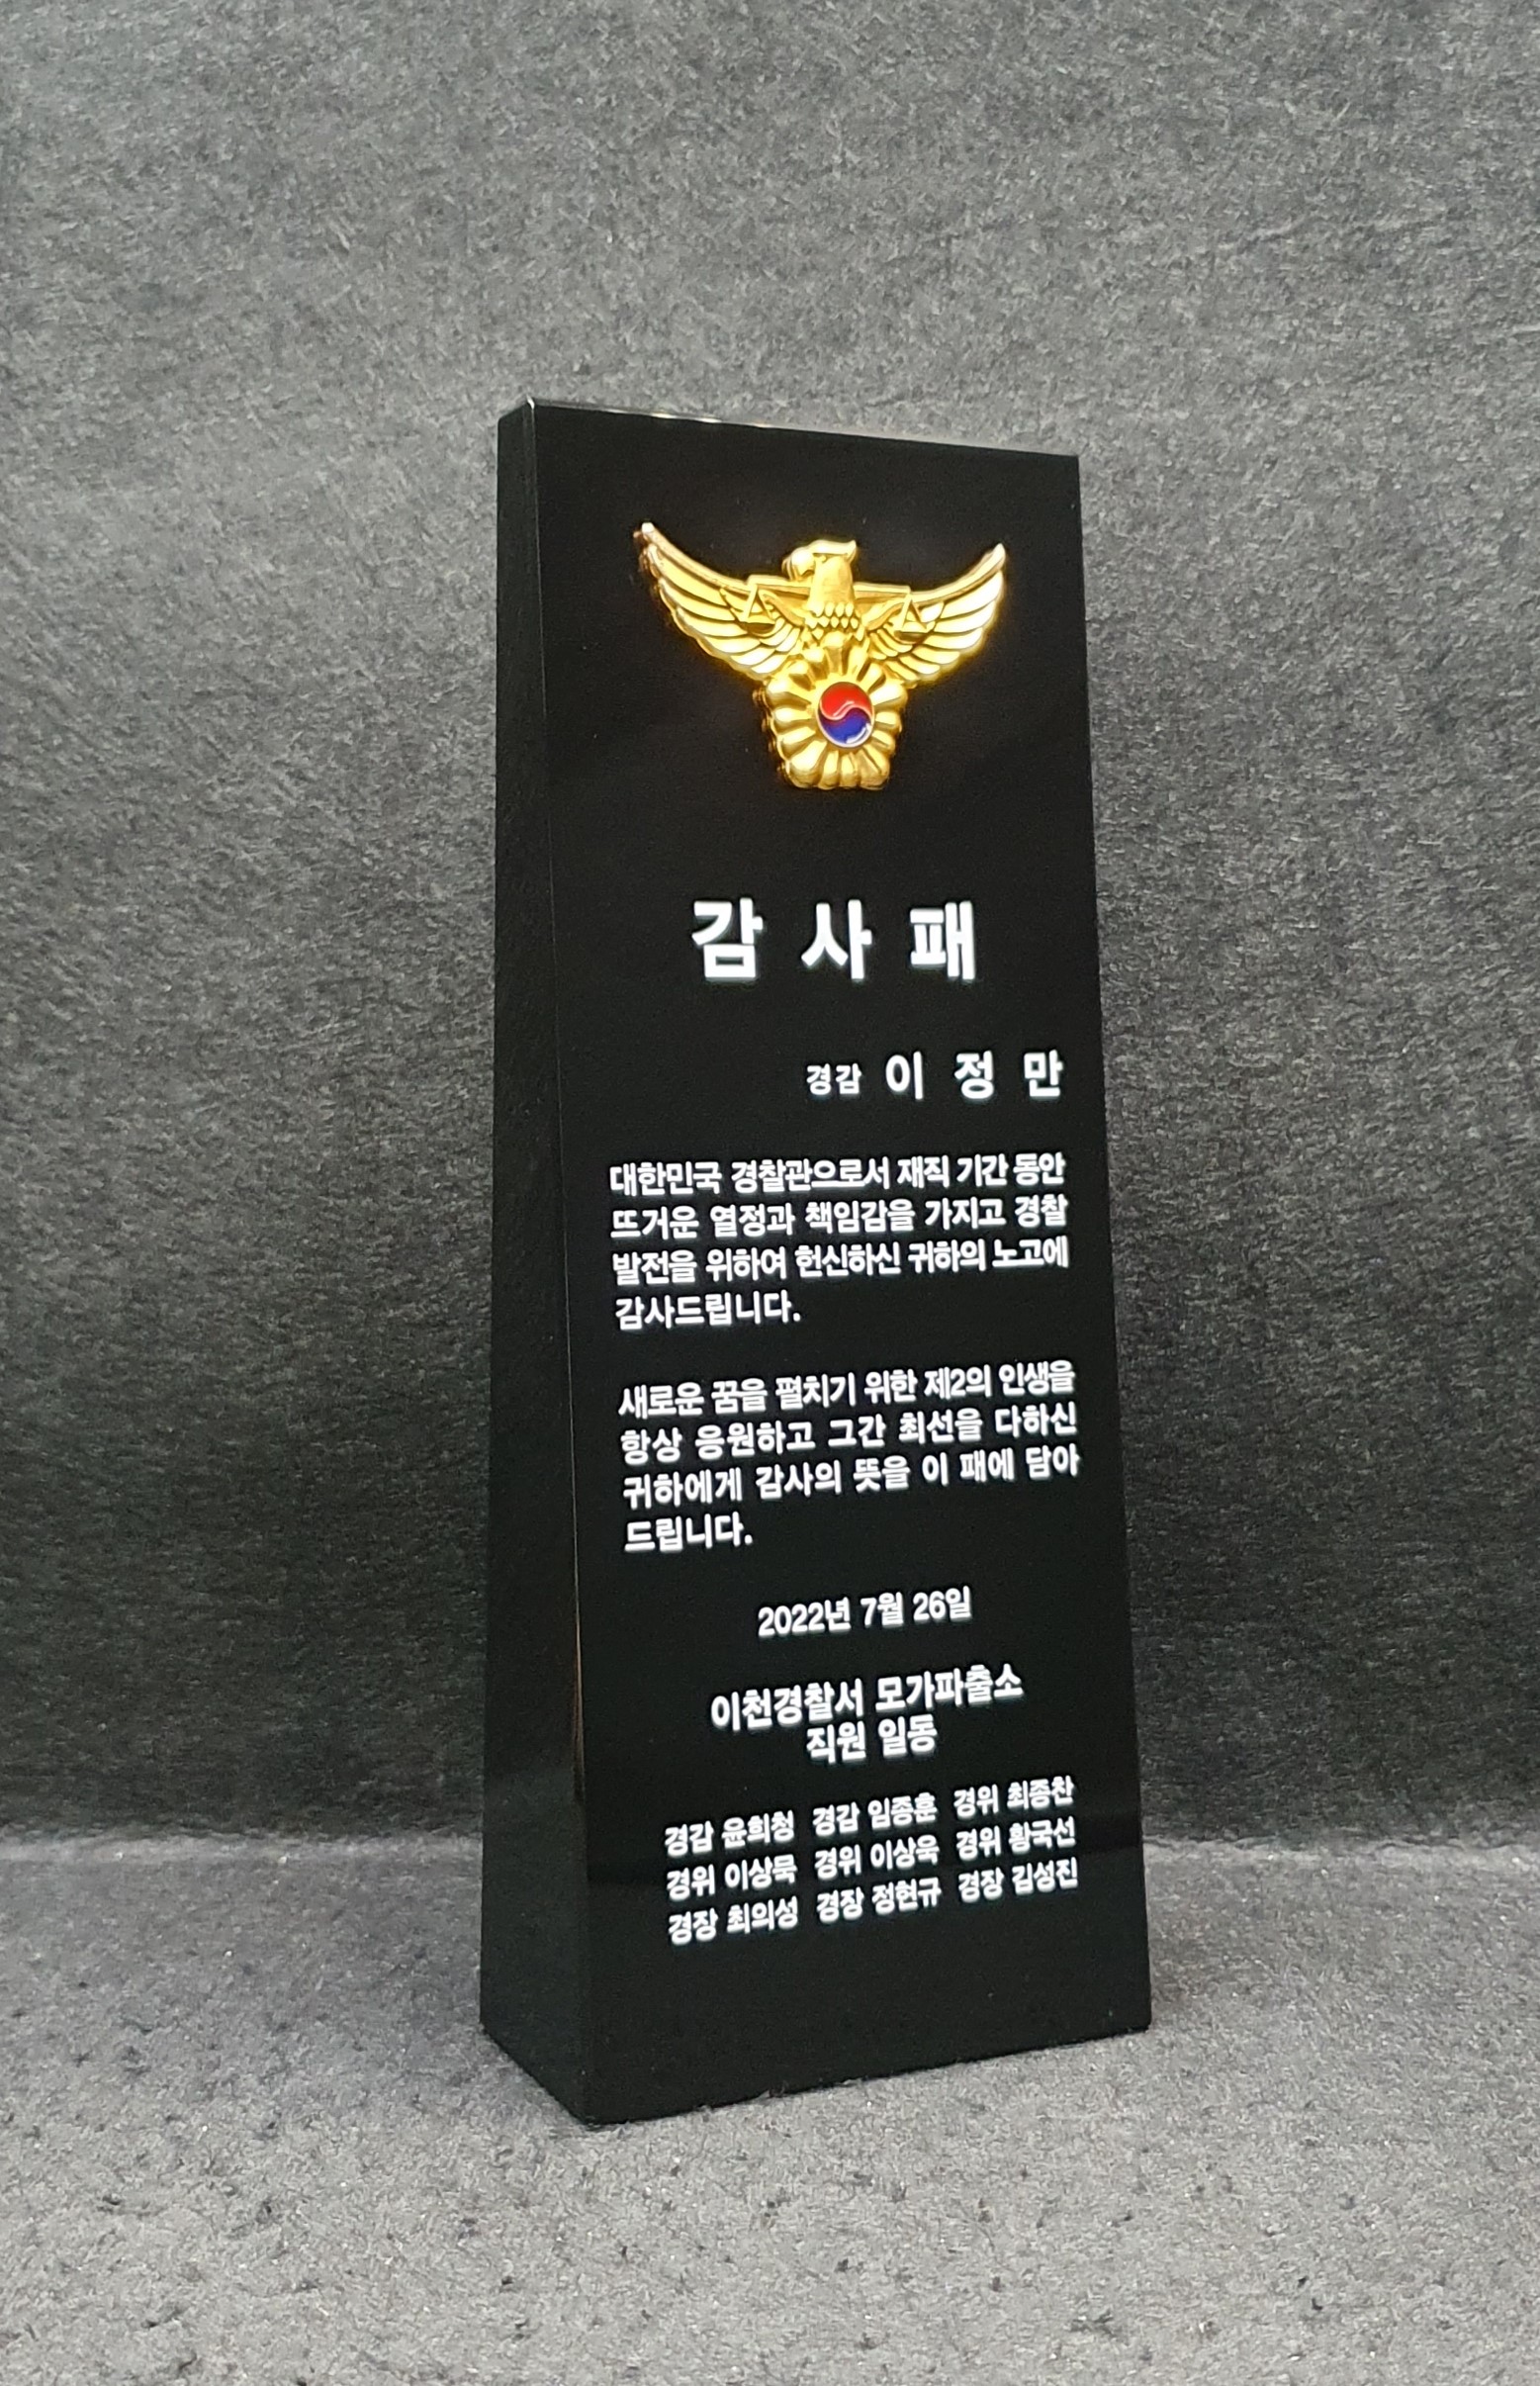 감 사 패
경감 이 정 만
대한민국 경찰관으로서 재직 기간 동안
뜨거운 열정과 책임감을 가지고 경찰
발전을 위하여 헌신하신 귀하의 노고에
감사드립니다.
새로운 꿈을 펼치기 위한 제2의 인생을
항상 응원하고 그간 최선을 다하신
귀하에게 감사의 뜻을 이 패에 담아
드립니다.
2022년 7월 26일
이천경찰서 모가파출소
직원 일동
경감 윤희청 경감 임종훈 경위 최종찬
경위 이상묵 경위 이상욱 경위 황국선
경장 최의성 경장 정현규 경장 김성진